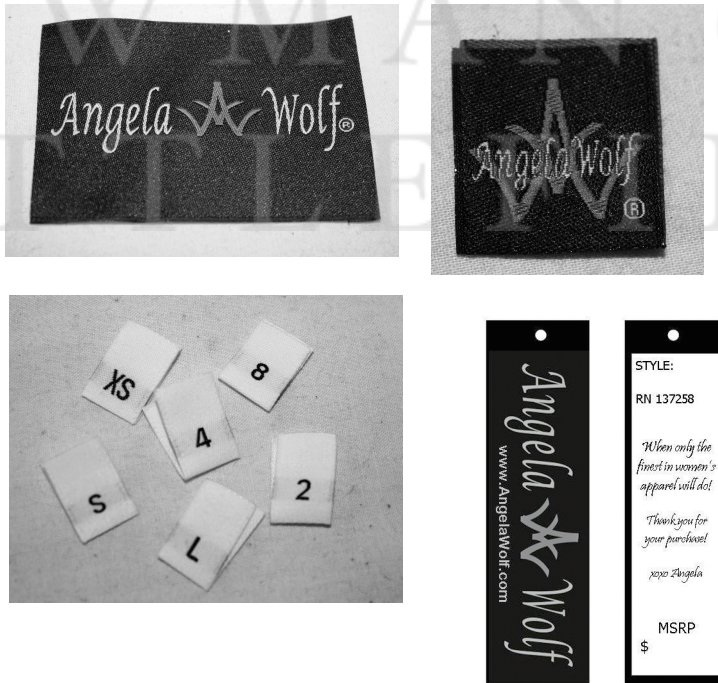 Angela Wolf®
Angela Wolf
®
XS
8
4
S
2
L
Angela Wolf
www.AngelaWolf.com
STYLE:
RN 137258
When only the
finest in women's
apparel will do!
Thank you for
your purchase!
xoxo Angela
MSRP
$